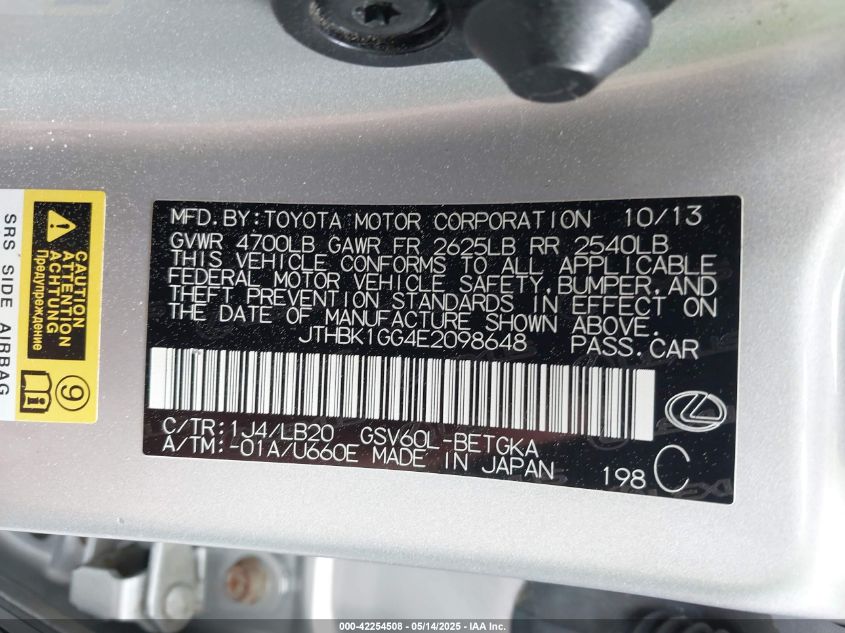 MFD.BY:TOYOTA MOTOR CORPORATION 10/13
GVWR 4700LB GAWR FR 2625LB RR 2540LB
THIS VEHICLE CONFORMS TO ALL APPLICABLE
FEDERAL MOTOR VEHICLE SAFETY,BUMPER,AND
THEFT PREVENTION STANDARDS IN EFFECT ON
THE DATE OF MANUFACTURE SHOWN ABOVE.
JTHBK1GG4E2098648 PASS.CAR
C/TR:1J4/LB20 GSV60L-BETGKA
A/TM:-01A/U660E MADE IN JAPAN
198 C
CAUTION
ATTENTION
ACHTUNG
Предупреждение
9
SRS SIDE AIRBAG
000-42254508 - 05/14/2025 - IAA Inc.